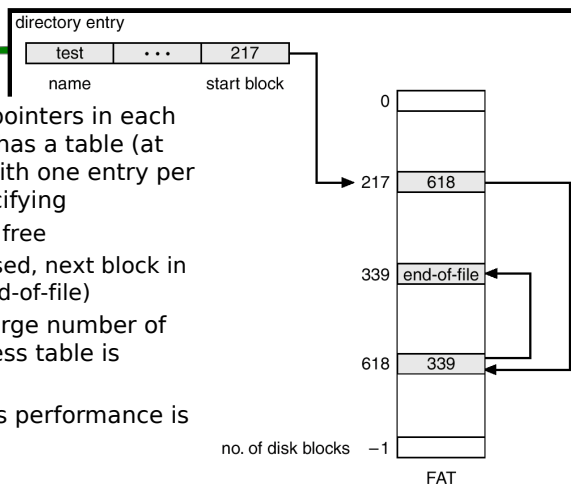 directory entry
test ••• 217
name start block
pointers in each
has a table (at
ith one entry per
cifying
free
sed, next block in
d-of-file)
arge number of
ess table is
s performance is
0
217 618
339 end-of-file
618 339
no. of disk blocks –1
FAT